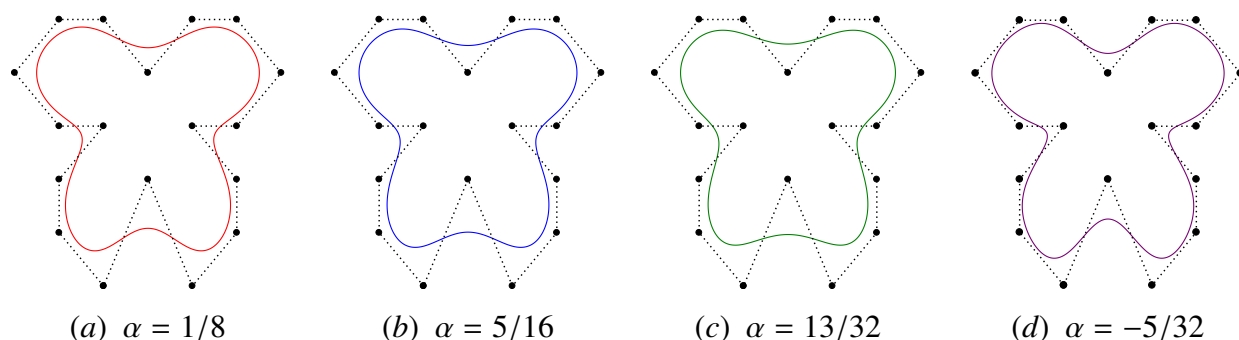 (a) α = 1/8 (b) α = 5/16 (c) α = 13/32 (d) α = −5/32